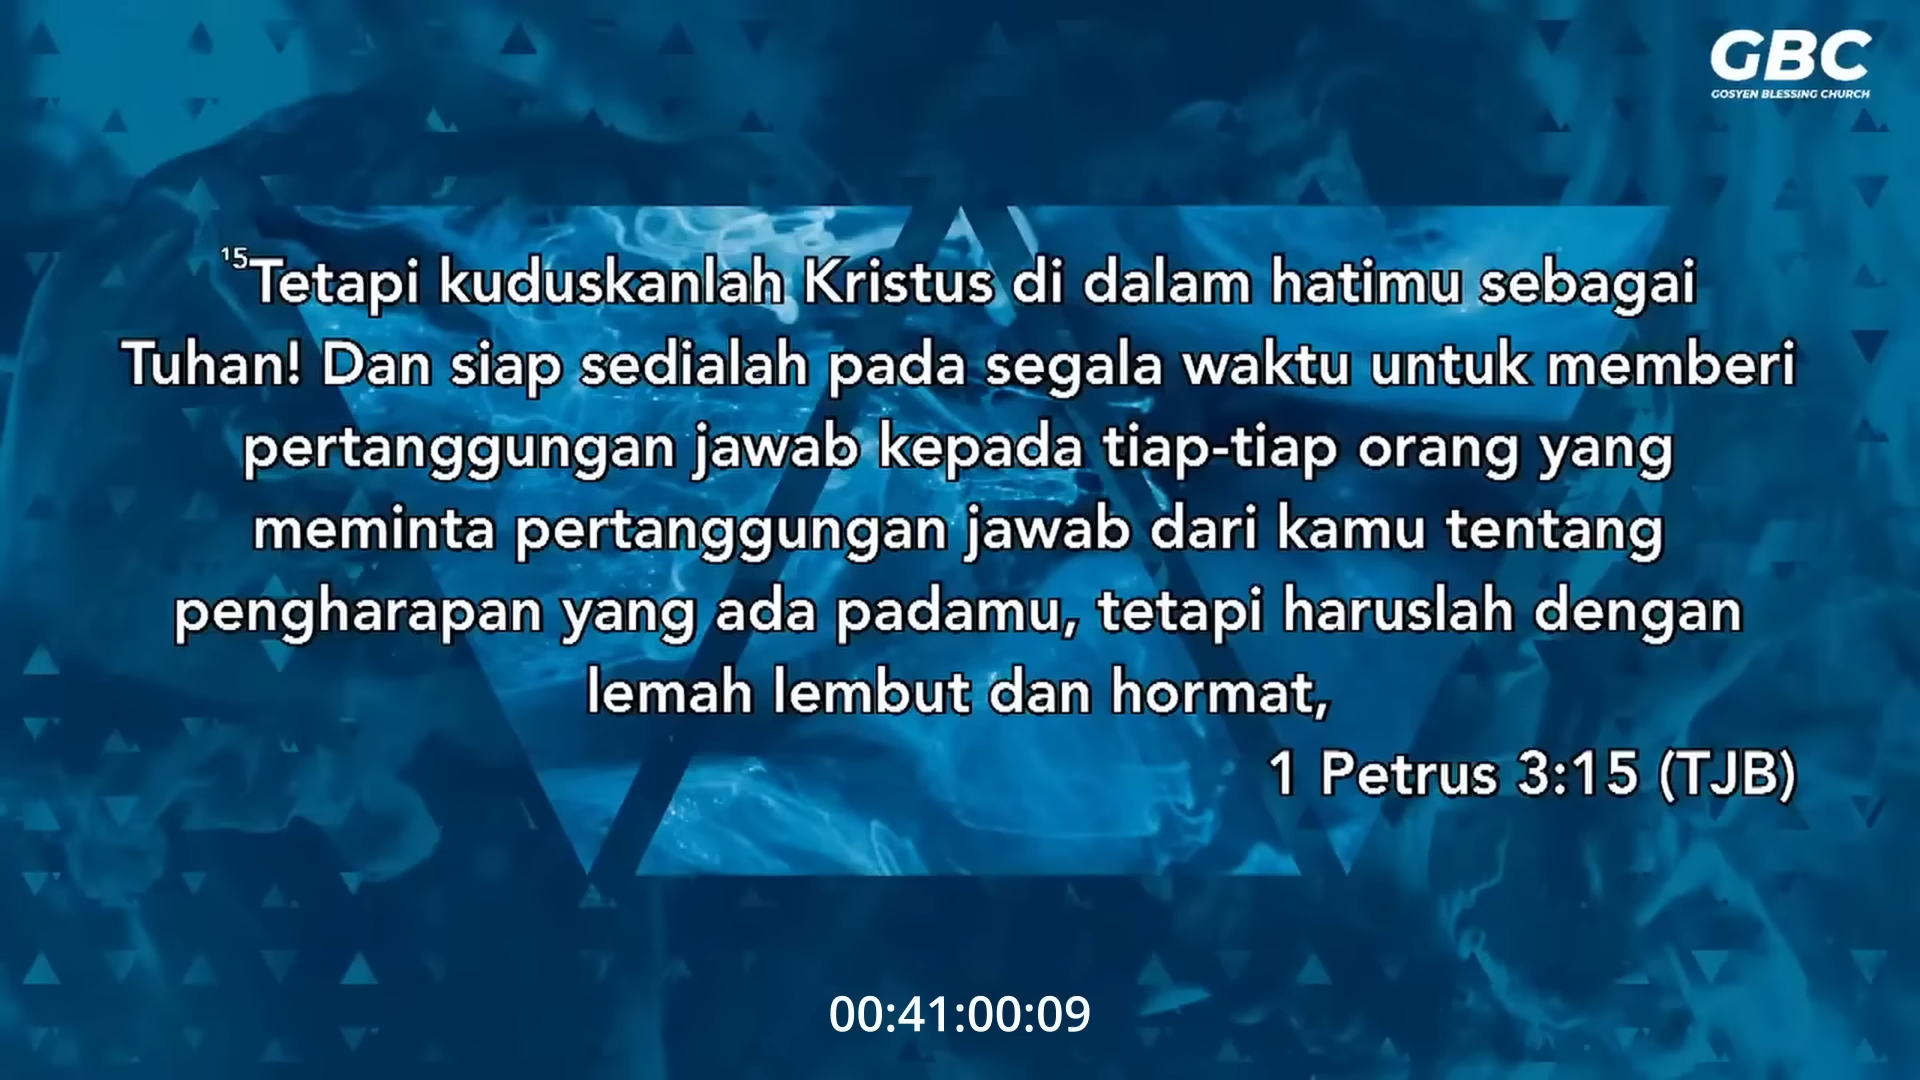 GBC
GOSYEN BLESSING CHURCH
¹⁵Tetapi kuduskanlah Kristus di dalam hatimu sebagai
Tuhan! Dan siap sedialah pada segala waktu untuk memberi
pertanggungan jawab kepada tiap-tiap orang yang
meminta pertanggungan jawab dari kamu tentang
pengharapan yang ada padamu, tetapi haruslah dengan
lemah lembut dan hormat,
1 Petrus 3:15 (TJB)
00:41:00:09